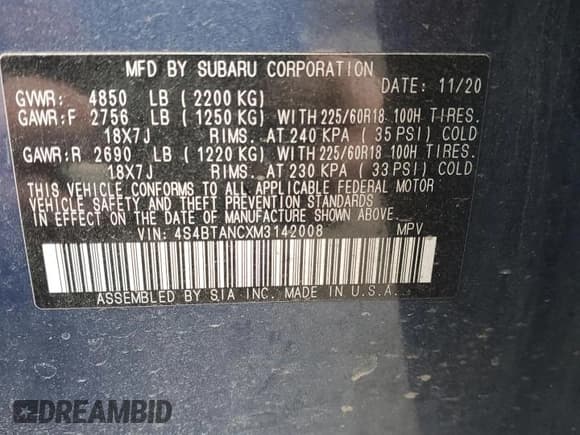 MFD BY SUBARU CORPORATION
DATE: 11/20
GVWR: 4850 LB (2200 KG)
GAWR:F 2756 LB (1250 KG) WITH 225/60R18 100H TIRES.
18X7J RIMS. AT 240 KPA (35 PSI) COLD
GAWR:R 2690 LB (1220 KG) WITH 225/60R18 100H TIRES.
18X7J RIMS. AT 230 KPA (33 PSI) COLD
THIS VEHICLE CONFORMS TO ALL APPLICABLE FEDERAL MOTOR
VEHICLE SAFETY AND THEFT PREVENTION STANDARDS
IN EFFECT ON THE DATE OF MANUFACTURE SHOWN ABOVE.
VIN: 4S4BTANCXM3142008 MPV
ASSEMBLED BY SIA INC. MADE IN U.S.A.
DREAMBID